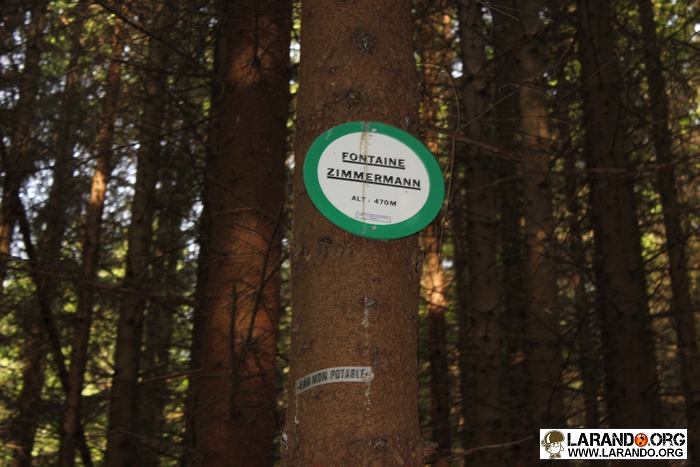 FONTAINE
ZIMMERMANN
ALT: 470M
EAU NON POTABLE
LARANDO.ORG
WWW.LARANDO.ORG